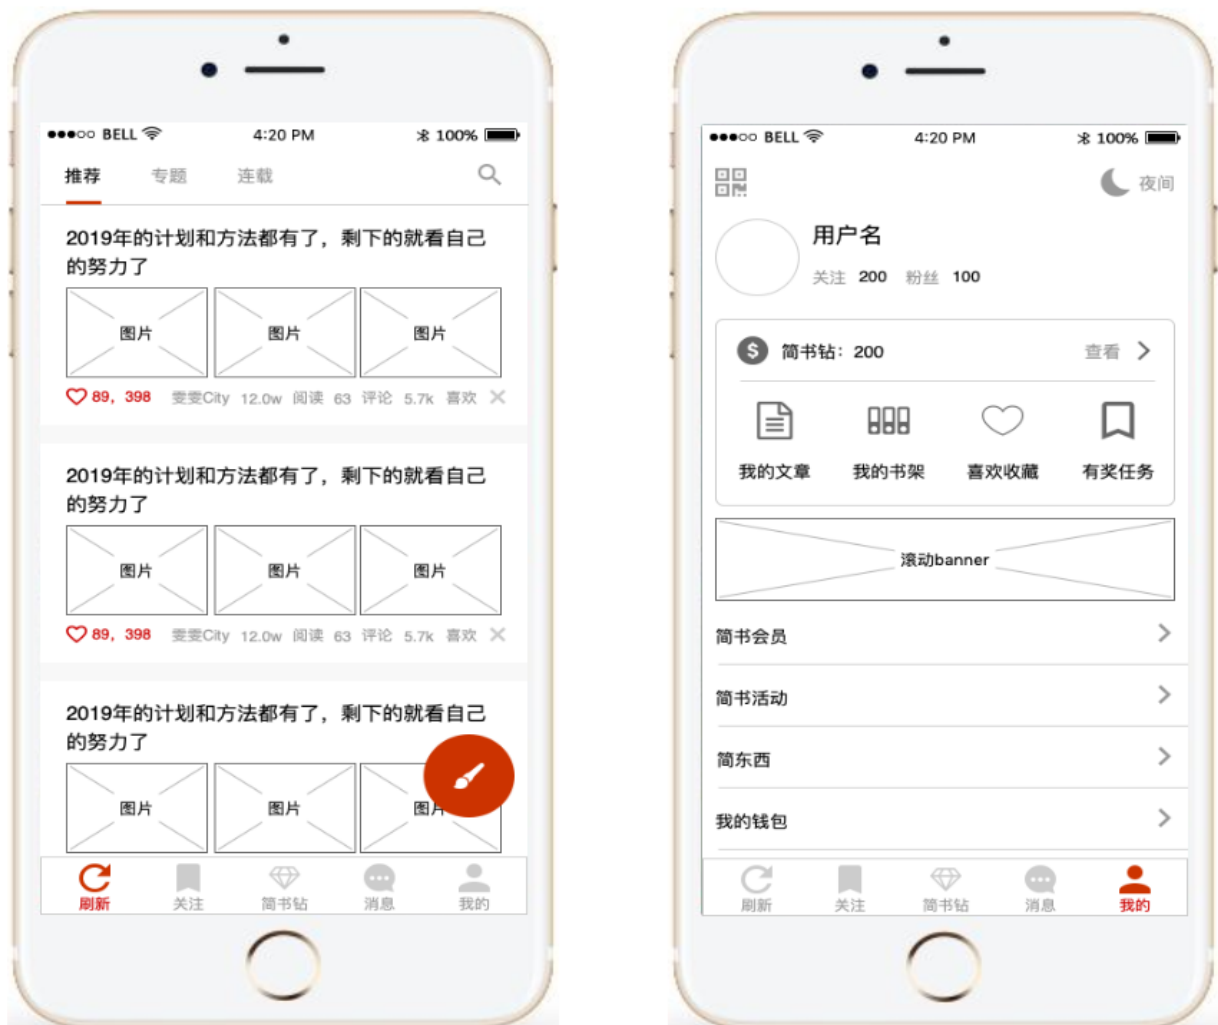 BELL 4:20 PM 100%
推荐 专题 连载
2019年的计划和方法都有了，剩下的就看自己
的努力了
图片 图片 图片
89，398 雯雯City 12.0w 阅读 63 评论 5.7k 喜欢
2019年的计划和方法都有了，剩下的就看自己
的努力了
图片 图片 图片
89，398 雯雯City 12.0w 阅读 63 评论 5.7k 喜欢
2019年的计划和方法都有了，剩下的就看自己
的努力了
图片 图片 图片
刷新 关注 简书钻 消息 我的
BELL 4:20 PM 100%
夜间
用户名
关注 200 粉丝 100
简书钻：200 查看
我的文章 我的书架 喜欢收藏 有奖任务
滚动banner
简书会员
简书活动
简东西
我的钱包
刷新 关注 简书钻 消息 我的